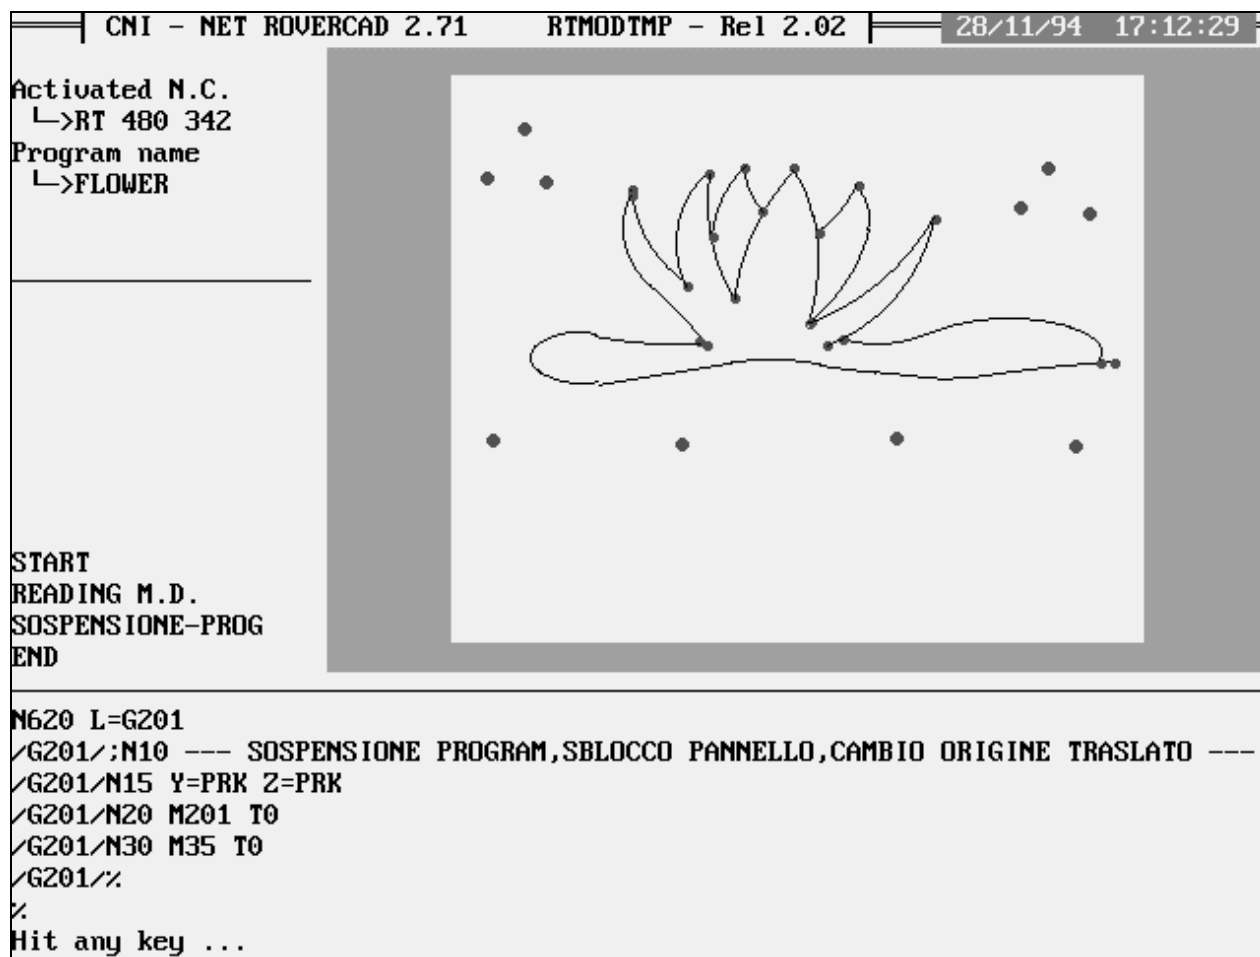 CNI - NET ROVERCAD 2.71 RTMODTMP - Rel 2.02 28/11/94 17:12:29
Activated N.C.
└─>RT 480 342
Program name
└─>FLOWER
START
READING M.D.
SOSPENSIONE-PROG
END
N620 L=G201
/G201/;N10 --- SOSPENSIONE PROGRAM,SBLOCCO PANNELLO,CAMBIO ORIGINE TRASLATO ---
/G201/N15 Y=PRK Z=PRK
/G201/N20 M201 T0
/G201/N30 M35 T0
/G201/%
%
Hit any key ...